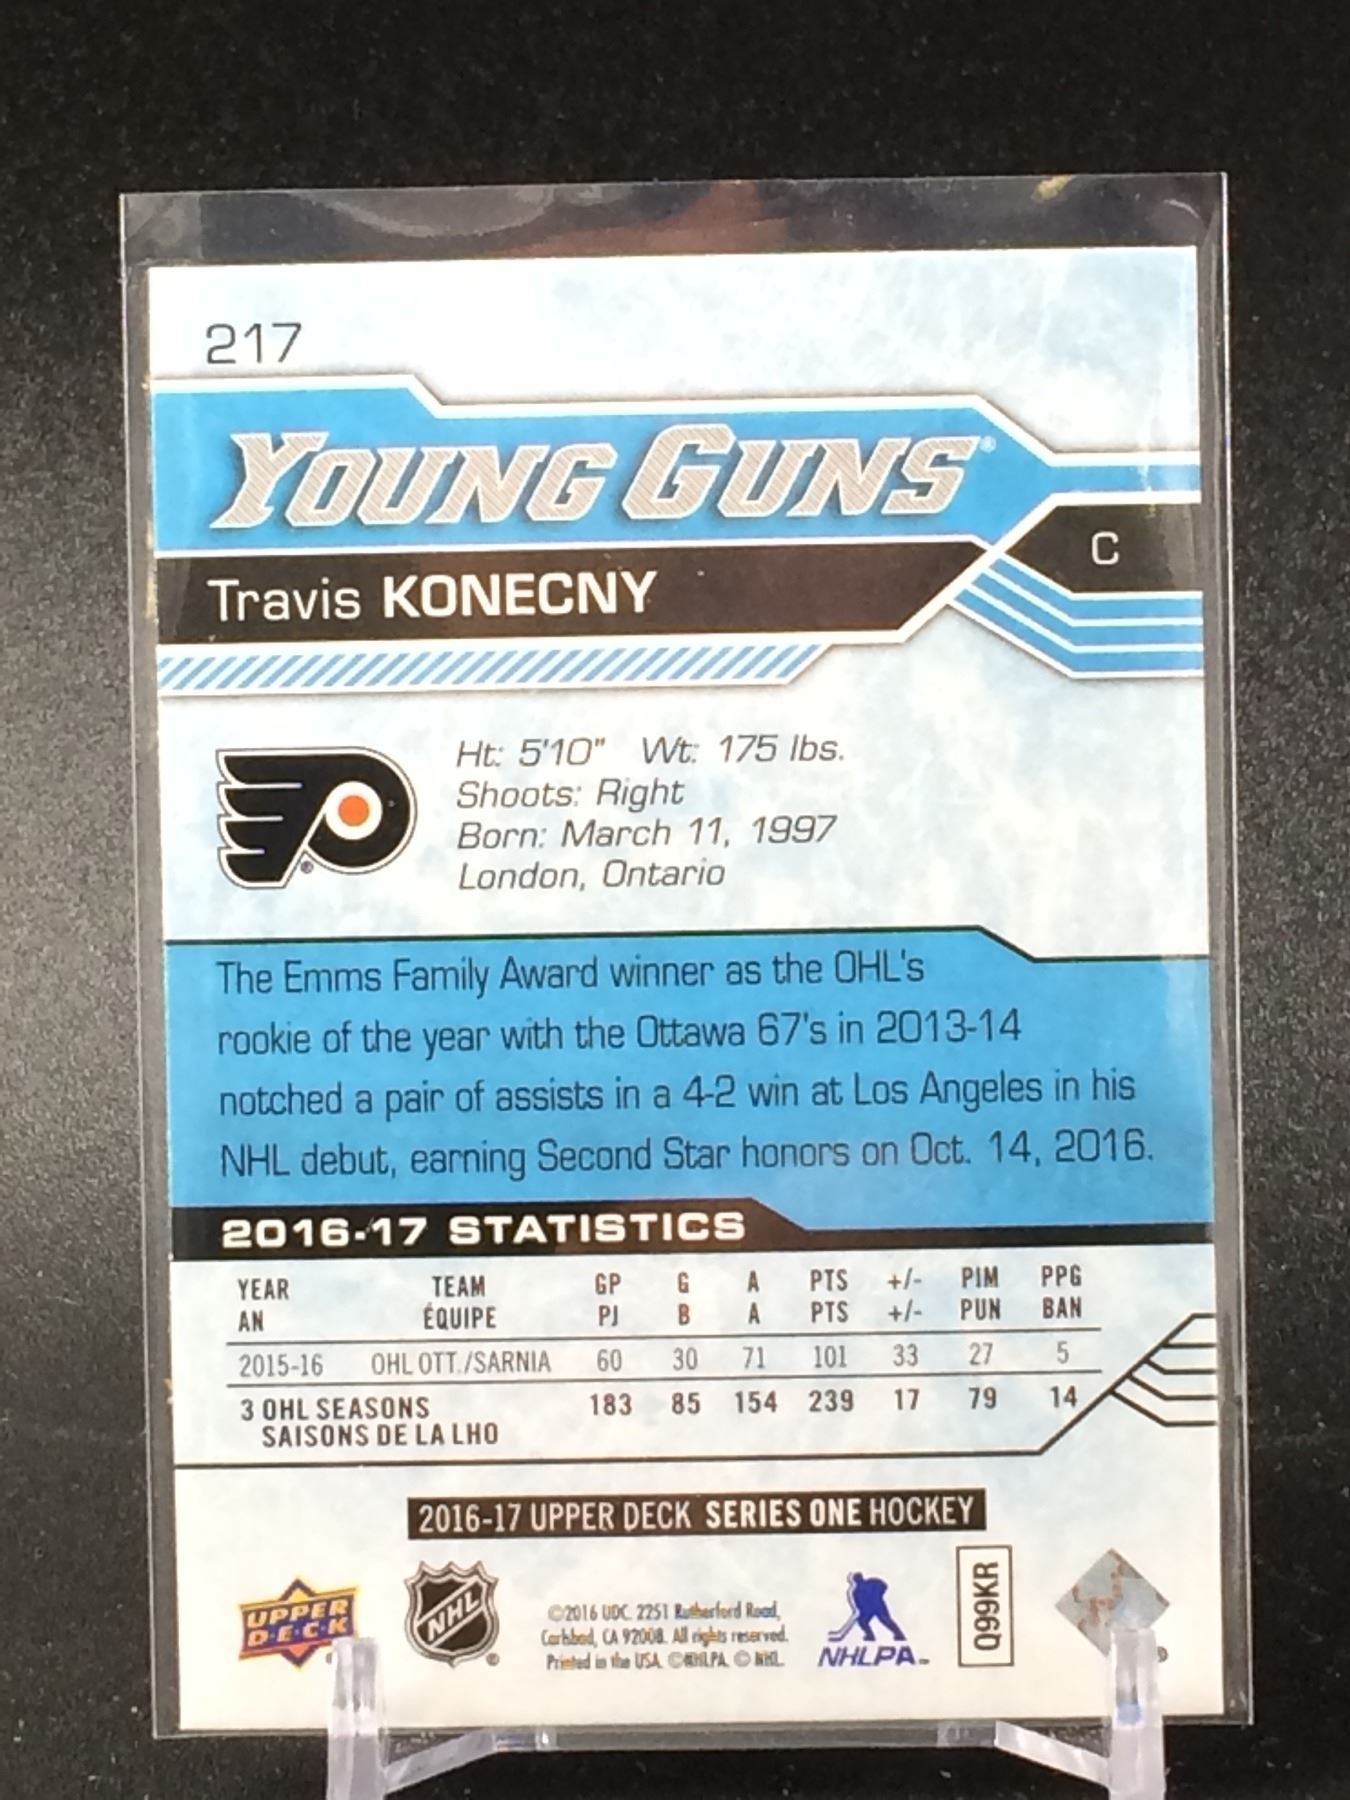 217
YOUNG GUNS®
Travis KONECNY
C
Ht: 5'10" Wt: 175 lbs.
Shoots: Right
Born: March 11, 1997
London, Ontario
The Emms Family Award winner as the OHL's
rookie of the year with the Ottawa 67's in 2013-14
notched a pair of assists in a 4-2 win at Los Angeles in his
NHL debut, earning Second Star honors on Oct. 14, 2016.
2016-17 STATISTICS
YEAR TEAM GP G A PTS +/- PIM PPG
AN ÉQUIPE PJ B A PTS +/- PUN BAN
2015-16 OHL OTT./SARNIA 60 30 71 101 33 27 5
3 OHL SEASONS 183 85 154 239 17 79 14
SAISONS DE LA LHO
2016-17 UPPER DECK SERIES ONE HOCKEY
UPPER
DECK
NHL
©2016 UDC. 2251 Rutherford Road,
Carlsbad, CA 92008. All rights reserved.
Printed in the USA. ©NHLPA. © NHL.
NHLPA™
Q99KR